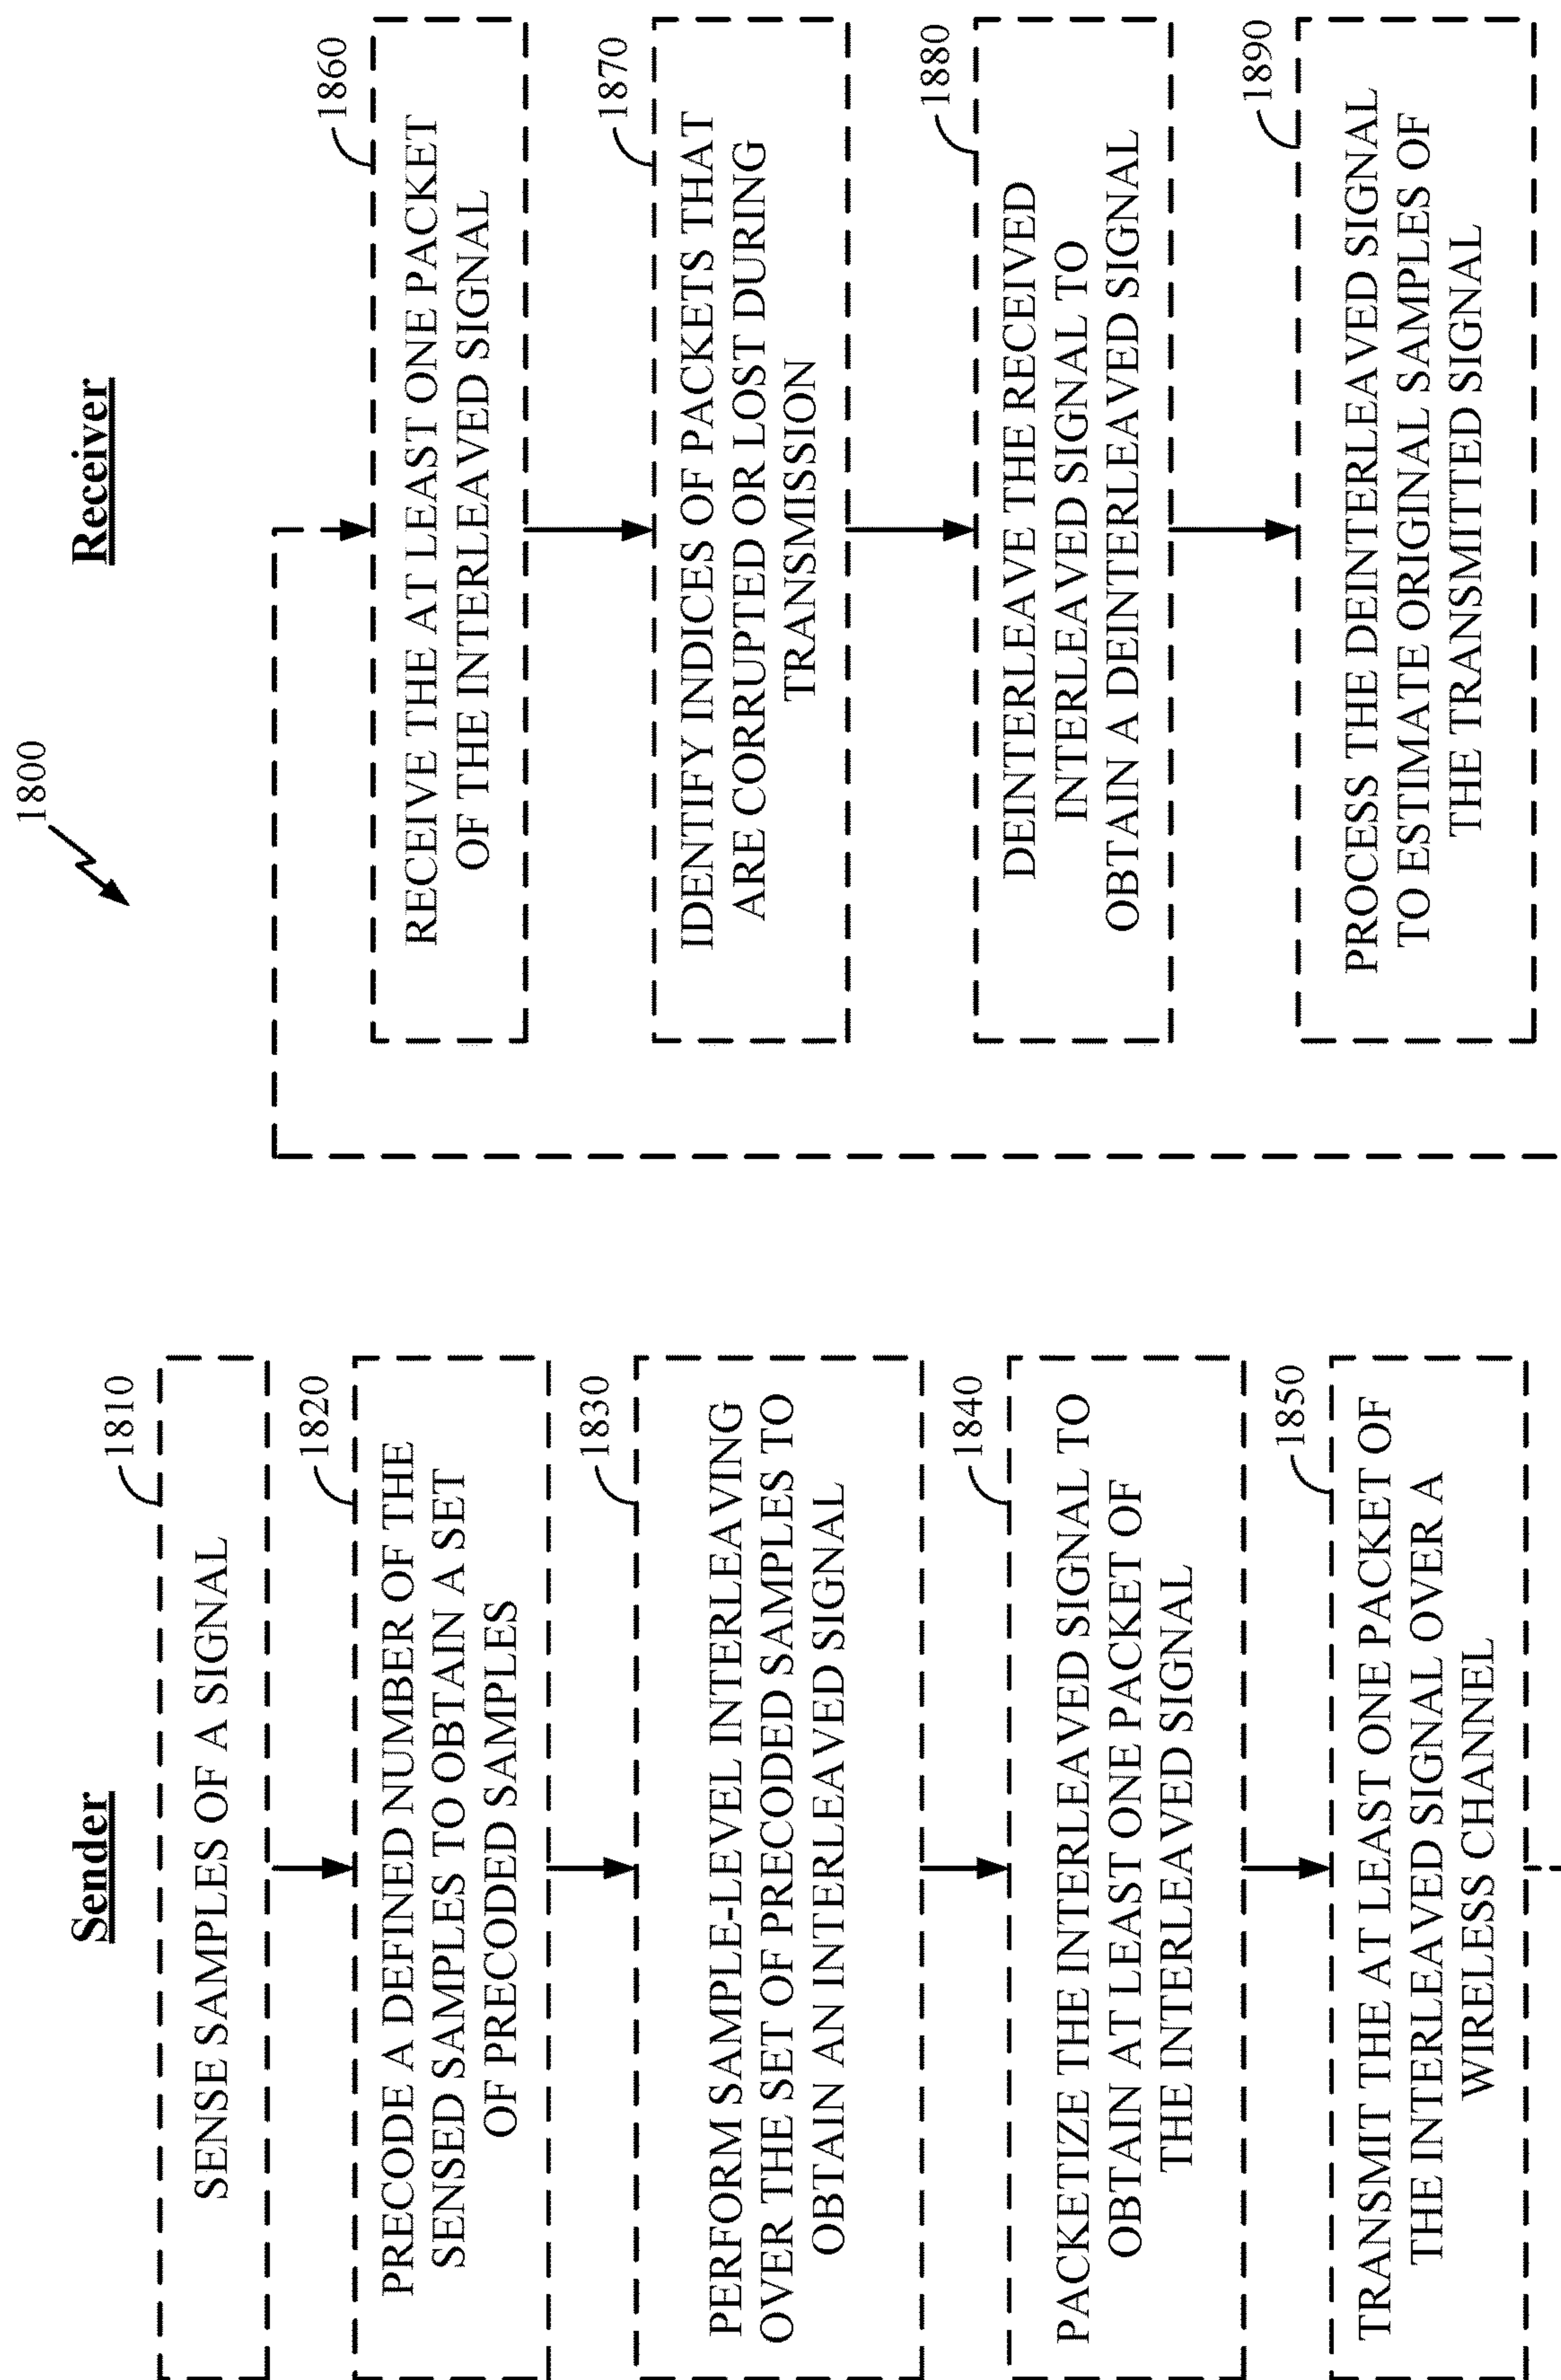 1800
Sender
1810
SENSE SAMPLES OF A SIGNAL
1820
PRECODE A DEFINED NUMBER OF THE
SENSED SAMPLES TO OBTAIN A SET
OF PRECODED SAMPLES
1830
PERFORM SAMPLE-LEVEL INTERLEAVING
OVER THE SET OF PRECODED SAMPLES TO
OBTAIN AN INTERLEAVED SIGNAL
1840
PACKETIZE THE INTERLEAVED SIGNAL TO
OBTAIN AT LEAST ONE PACKET OF
THE INTERLEAVED SIGNAL
1850
TRANSMIT THE AT LEAST ONE PACKET OF
THE INTERLEAVED SIGNAL OVER A
WIRELESS CHANNEL
Receiver
1860
RECEIVE THE AT LEAST ONE PACKET
OF THE INTERLEAVED SIGNAL
1870
IDENTIFY INDICES OF PACKETS THAT
ARE CORRUPTED OR LOST DURING
TRANSMISSION
1880
DEINTERLEAVE THE RECEIVED
INTERLEAVED SIGNAL TO
OBTAIN A DEINTERLEAVED SIGNAL
1890
PROCESS THE DEINTERLEAVED SIGNAL
TO ESTIMATE ORIGINAL SAMPLES OF
THE TRANSMITTED SIGNAL